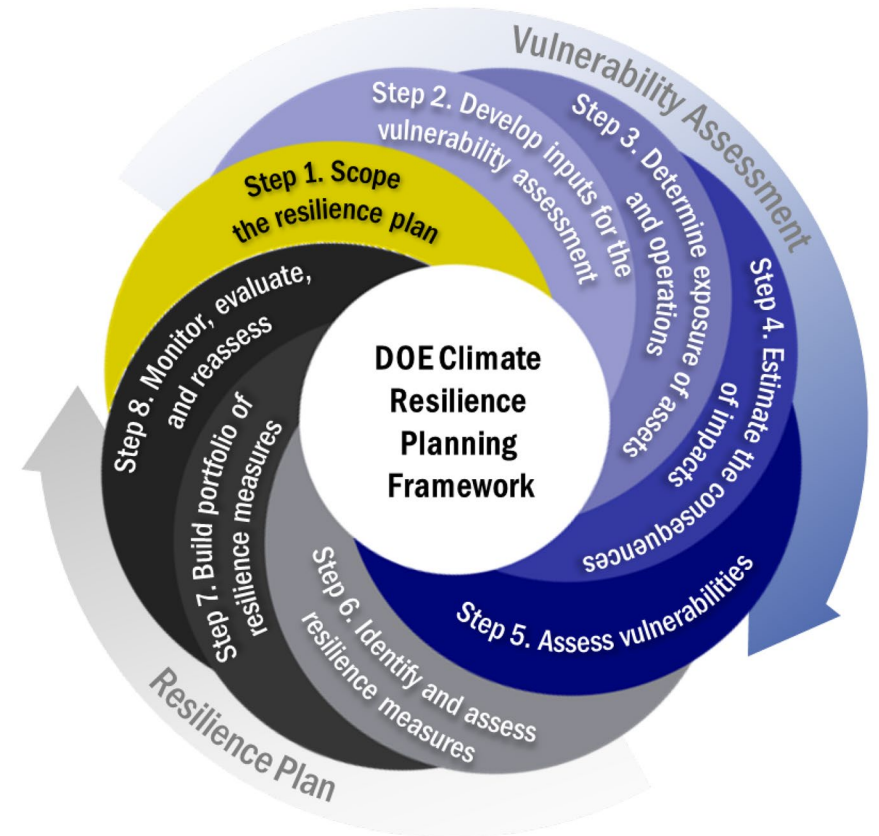 Vulnerability Assessment
Step 1. Scope
the resilience plan
Step 2. Develop inputs for the
vulnerability assessment
Step 3. Determine exposure of assets
and operations
Step 4. Estimate the consequences
of impacts
Step 5. Assess vulnerabilities
Step 6. Identify and assess
resilience measures
Step 7. Build portfolio of
resilience measures
Step 8. Monitor, evaluate,
and reassess
DOE Climate
Resilience
Planning
Framework
Resilience Plan